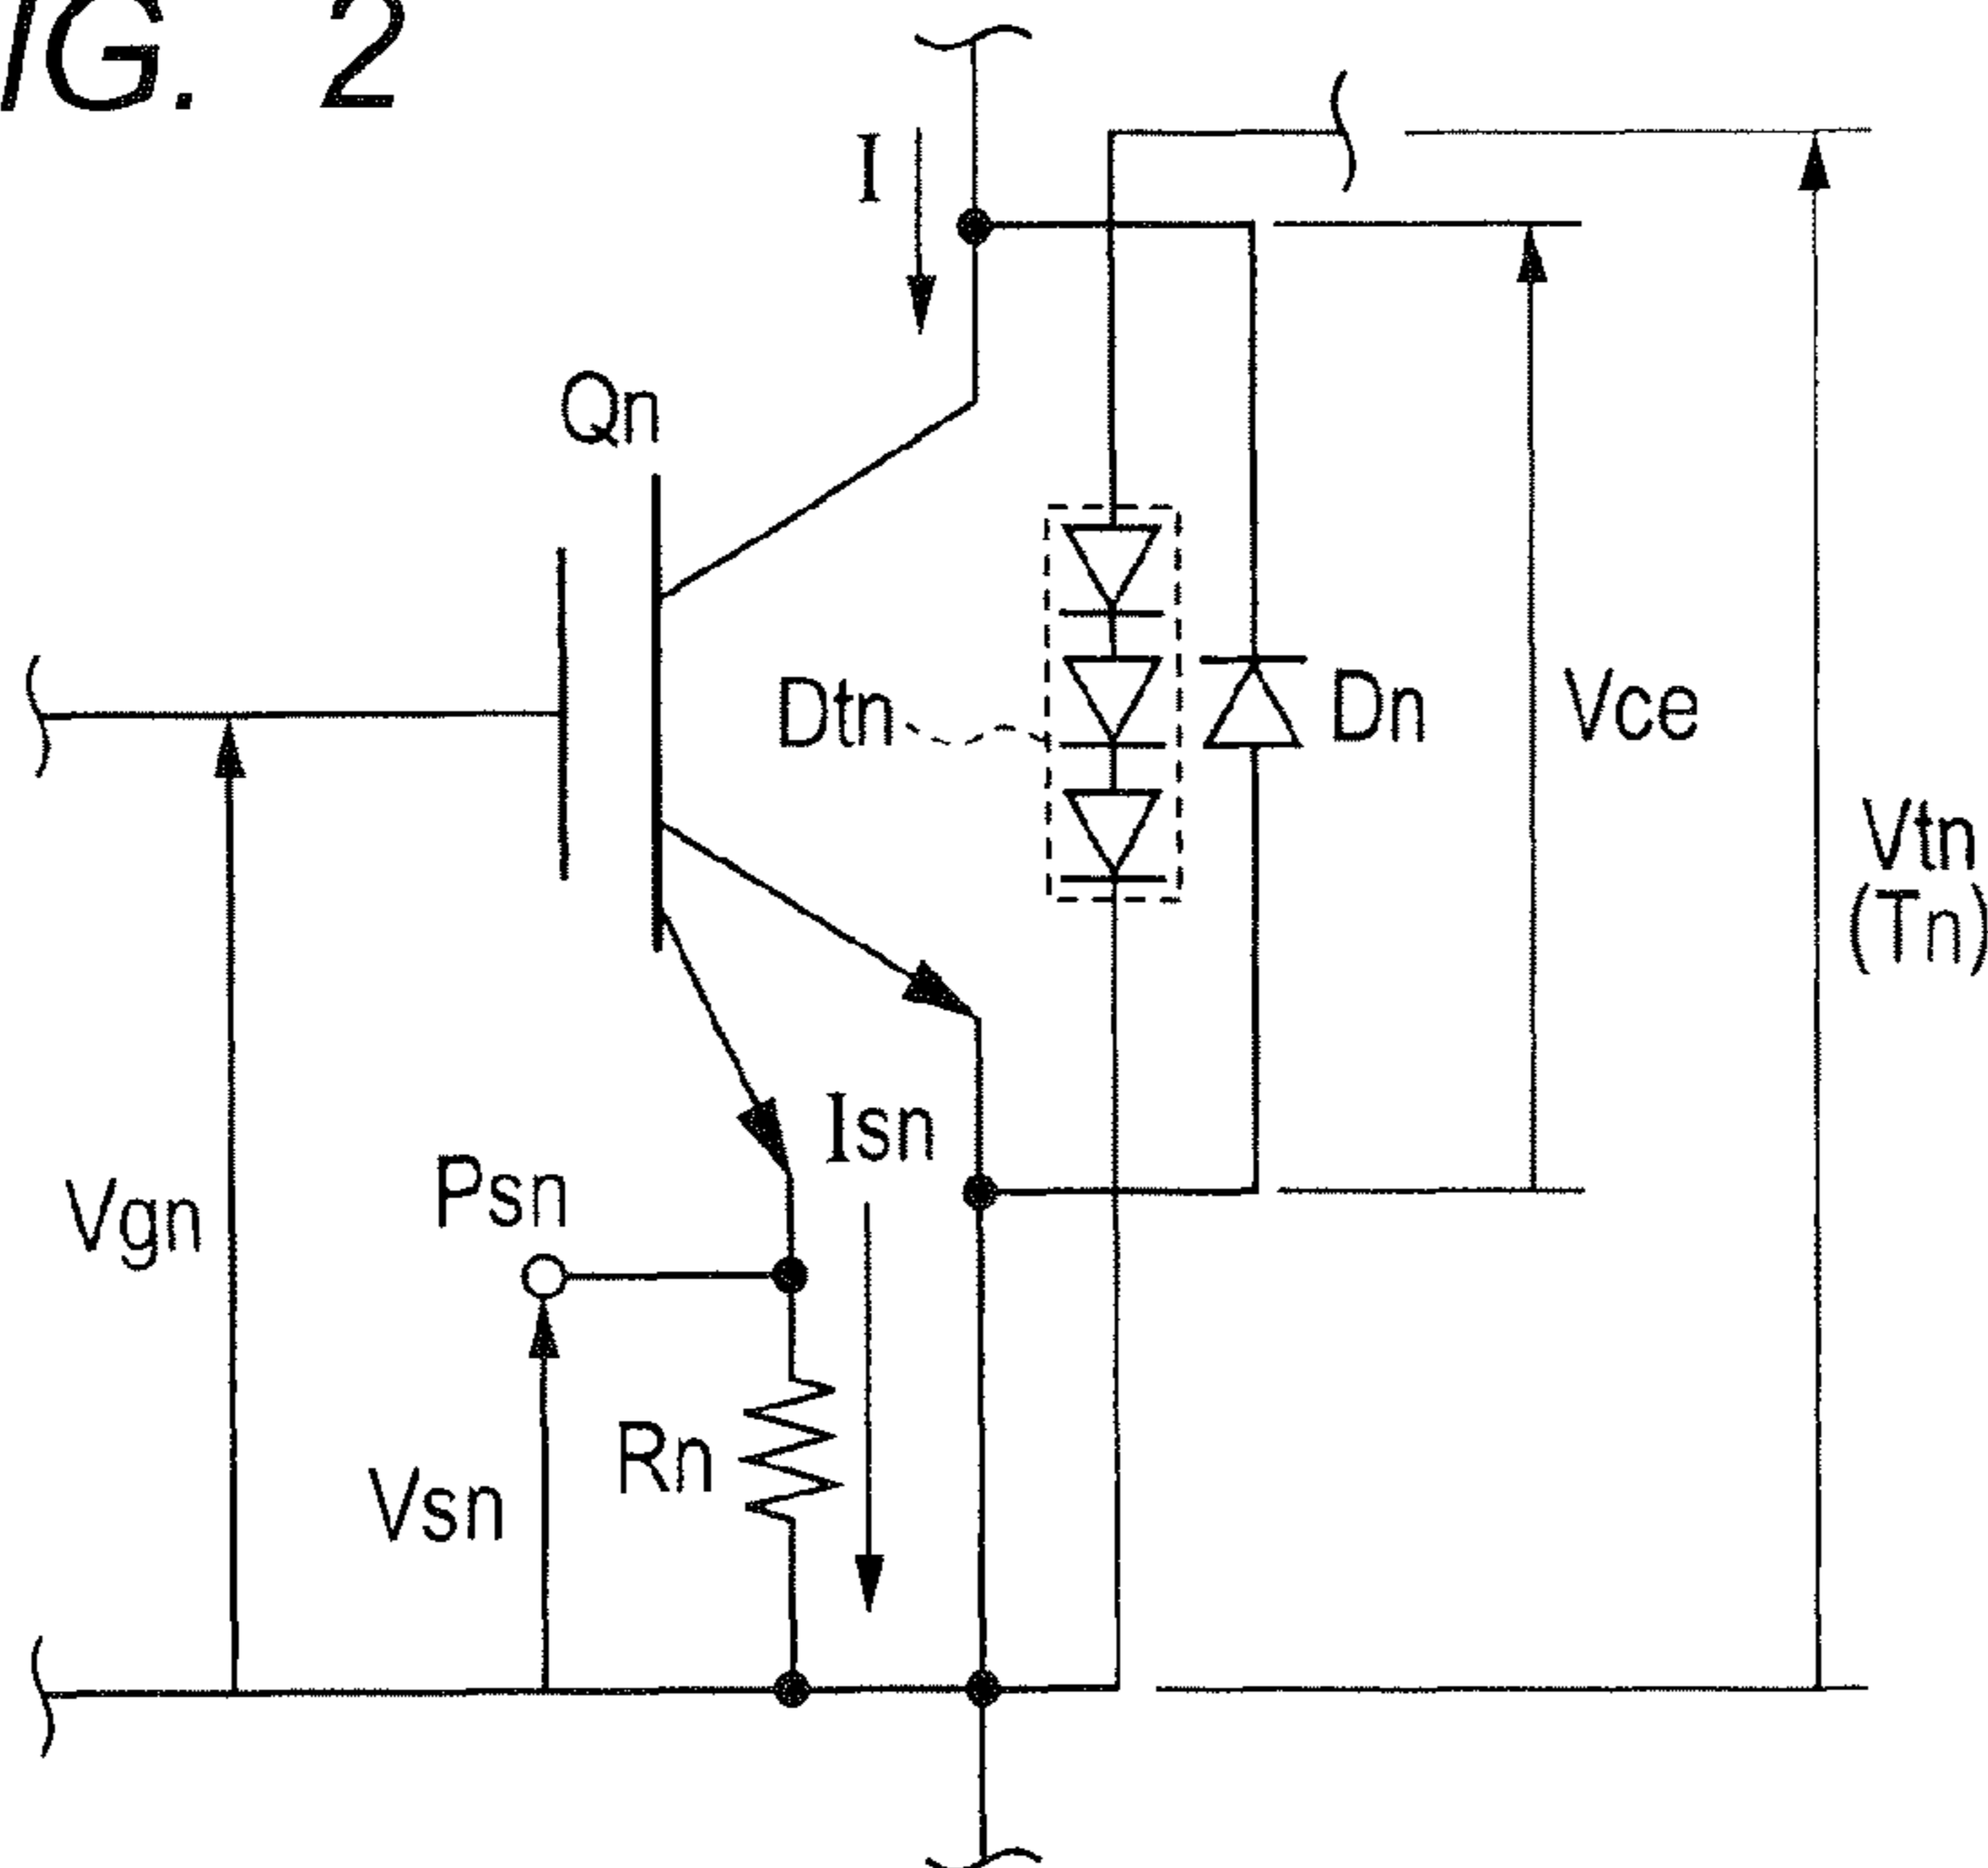 IG. 2
I
Qn
Dtn
Dn
Vce
Vtn
(Tn)
Isn
Psn
Vgn
Rn
Vsn